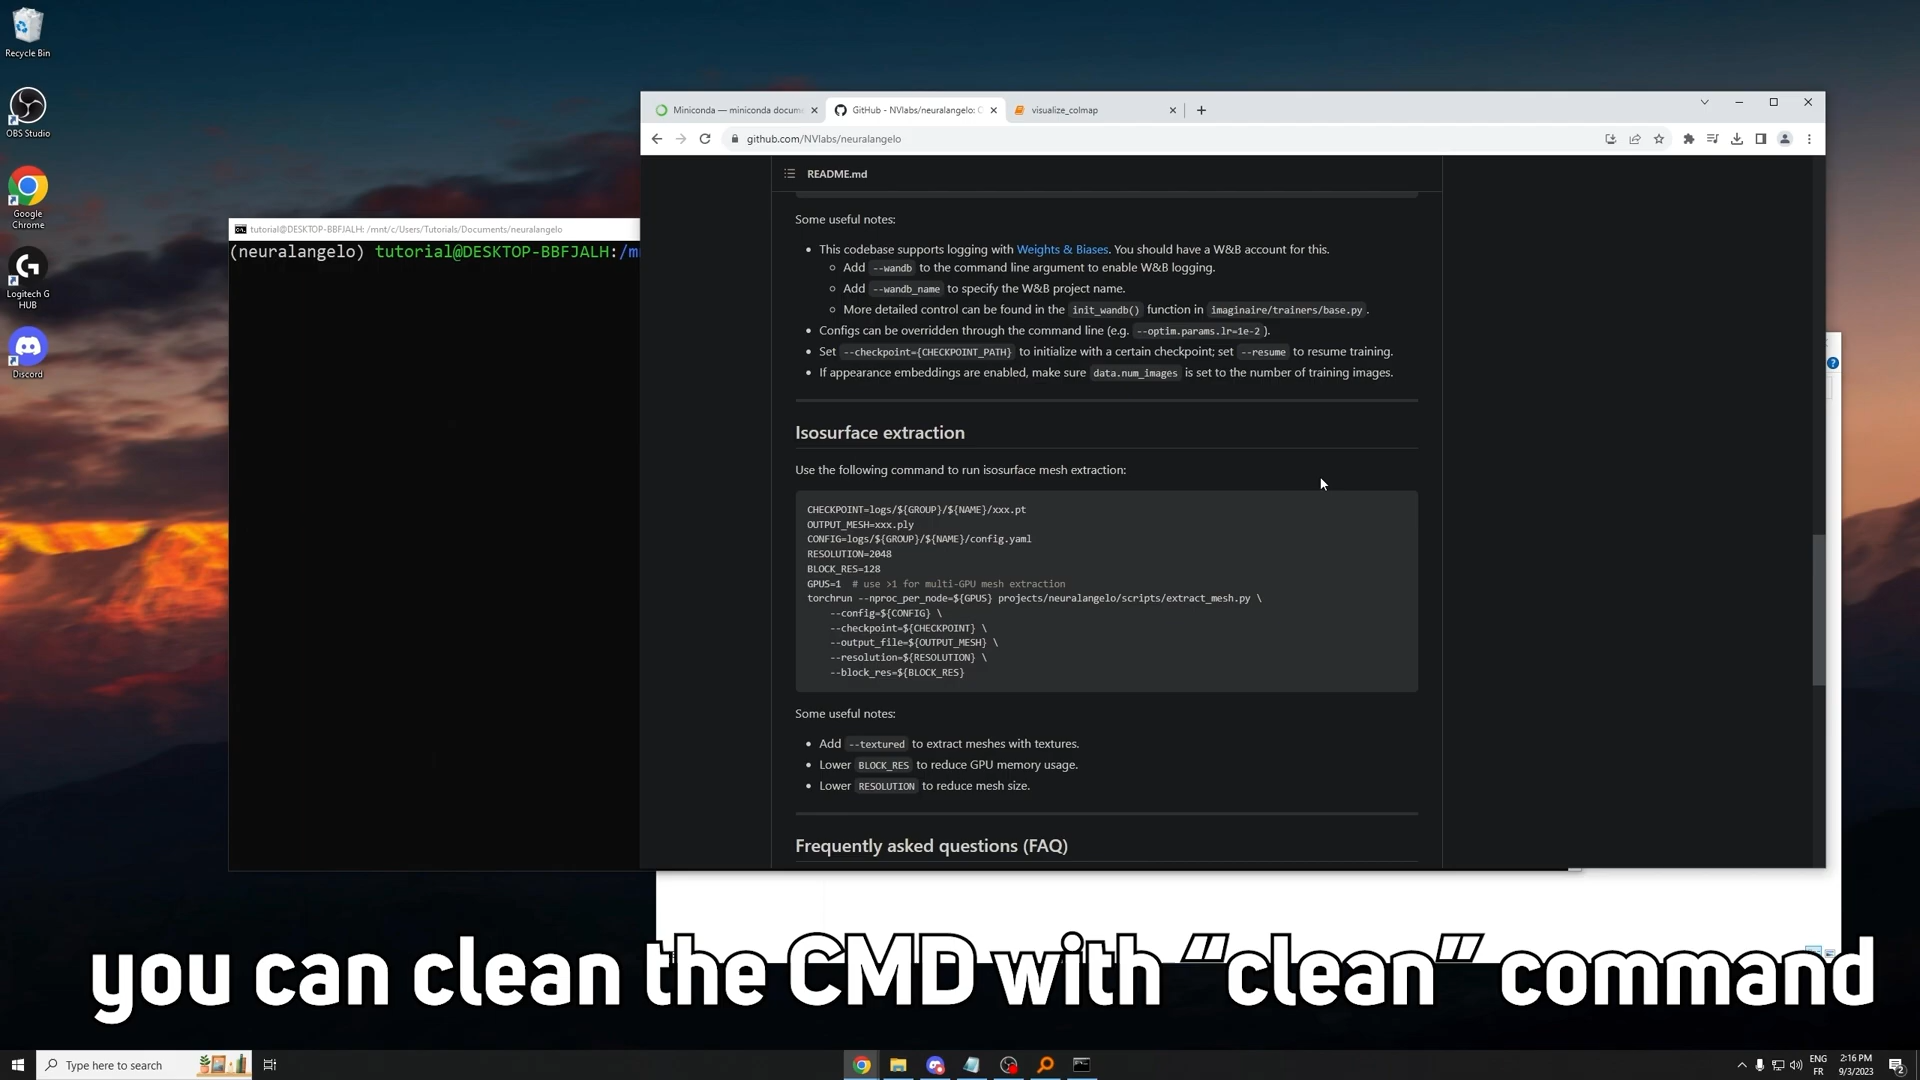 Recycle Bin
OBS Studio
Google
Chrome
Logitech G
HUB
Discord
Miniconda — miniconda docum
GitHub - NVlabs/neuralangelo: C
visualize_colmap
github.com/NVlabs/neuralangelo
README.md
tutorial@DESKTOP-BBFJALH: /mnt/c/Users/Tutorials/Documents/neuralangelo
(neuralangelo) tutorial@DESKTOP-BBFJALH:/m
Some useful notes:
• This codebase supports logging with Weights & Biases. You should have a W&B account for this.
○ Add --wandb to the command line argument to enable W&B logging.
○ Add --wandb_name to specify the W&B project name.
○ More detailed control can be found in the init_wandb() function in imaginaire/trainers/base.py.
• Configs can be overridden through the command line (e.g. --optim.params.lr=1e-2).
• Set --checkpoint={CHECKPOINT_PATH} to initialize with a certain checkpoint; set --resume to resume training.
• If appearance embeddings are enabled, make sure data.num_images is set to the number of training images.
Isosurface extraction
Use the following command to run isosurface mesh extraction:
CHECKPOINT=logs/${GROUP}/${NAME}/xxx.pt
OUTPUT_MESH=xxx.ply
CONFIG=logs/${GROUP}/${NAME}/config.yaml
RESOLUTION=2048
BLOCK_RES=128
GPUS=1  # use >1 for multi-GPU mesh extraction
torchrun --nproc_per_node=${GPUS} projects/neuralangelo/scripts/extract_mesh.py \
    --config=${CONFIG} \
    --checkpoint=${CHECKPOINT} \
    --output_file=${OUTPUT_MESH} \
    --resolution=${RESOLUTION} \
    --block_res=${BLOCK_RES}
Some useful notes:
• Add --textured to extract meshes with textures.
• Lower BLOCK_RES to reduce GPU memory usage.
• Lower RESOLUTION to reduce mesh size.
Frequently asked questions (FAQ)
you can clean the CMD with "clean" command
Type here to search
ENG
FR
2:16 PM
9/3/2023
2